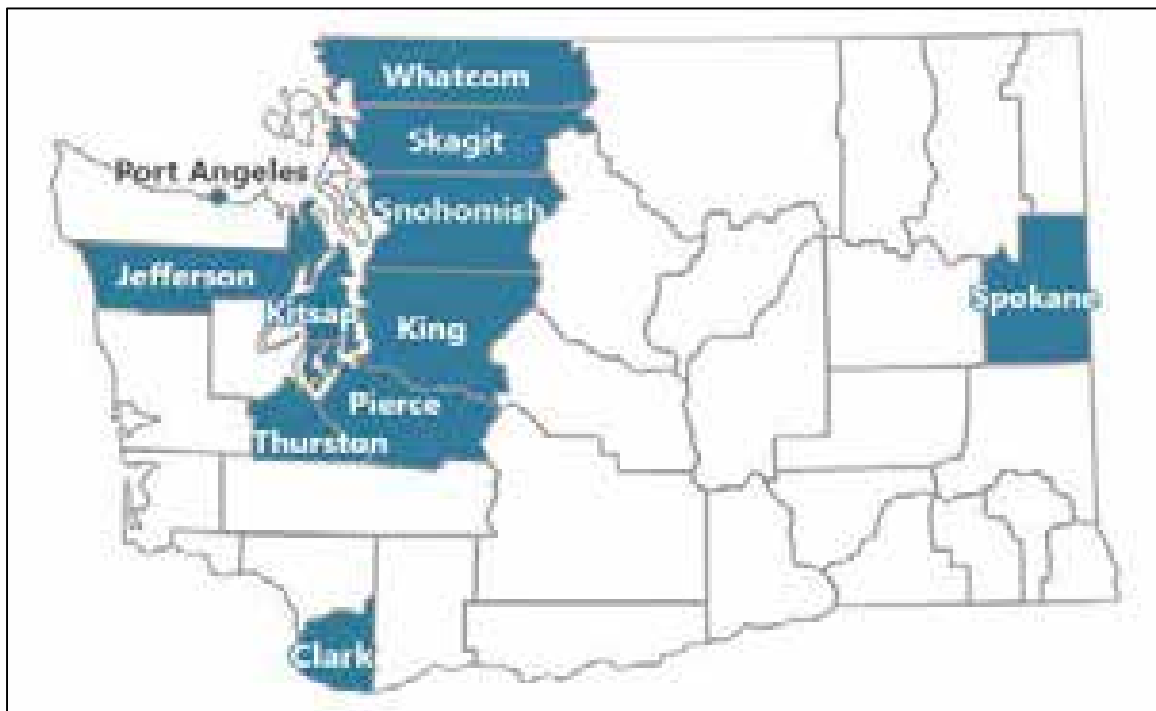 Whatcom
Skagit
Port Angeles
Snohomish
Jefferson
Spokane
Kitsap
King
Pierce
Thurston
Clark